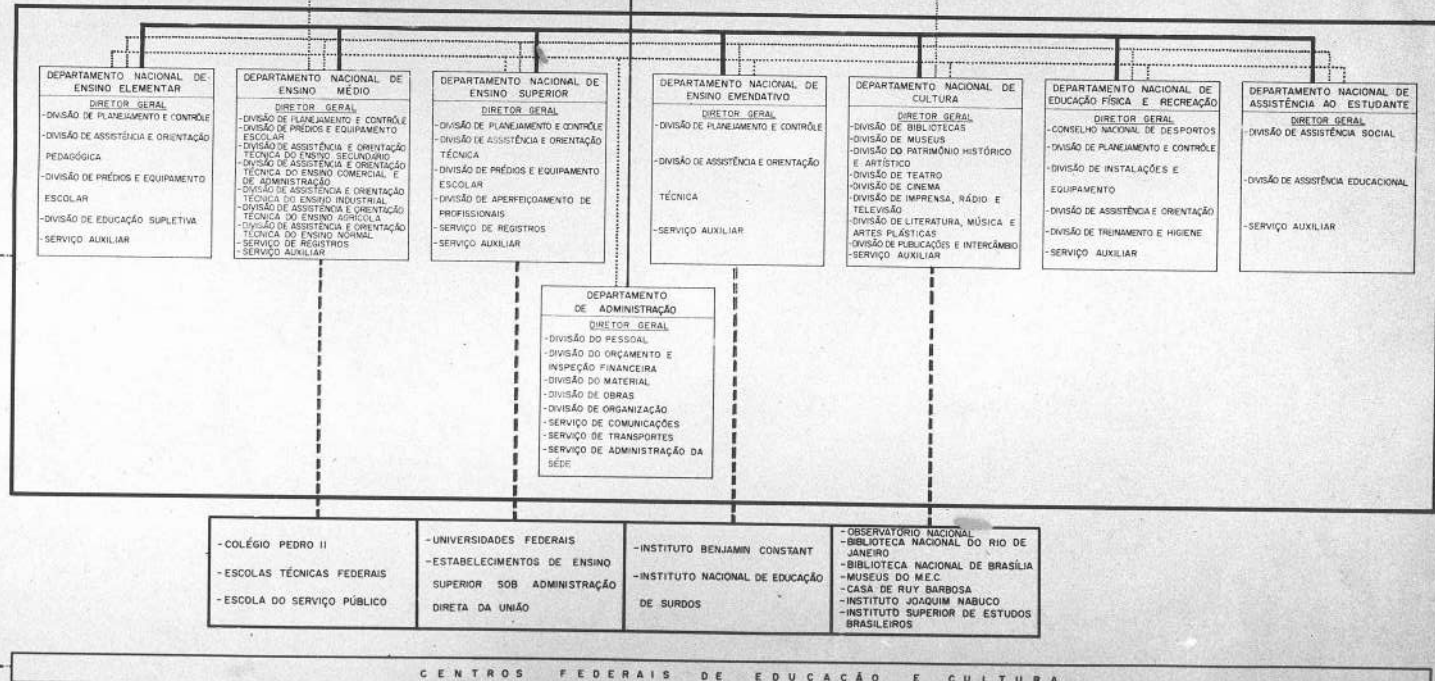 DEPARTAMENTO NACIONAL DE
ENSINO ELEMENTAR
DIRETOR GERAL
-DIVISÃO DE PLANEJAMENTO E CONTRÔLE
-DIVISÃO DE ASSISTÊNCIA E ORIENTAÇÃO
PEDAGÓGICA
-DIVISÃO DE PRÉDIOS E EQUIPAMENTO
ESCOLAR
-DIVISÃO DE EDUCAÇÃO SUPLETIVA
-SERVIÇO AUXILIAR
DEPARTAMENTO NACIONAL DE
ENSINO MÉDIO
DIRETOR GERAL
-DIVISÃO DE PLANEJAMENTO E CONTRÔLE
-DIVISÃO DE PRÉDIOS E EQUIPAMENTO
ESCOLAR
-DIVISÃO DE ASSISTÊNCIA E ORIENTAÇÃO
TÉCNICA DO ENSINO SECUNDÁRIO
-DIVISÃO DE ASSISTÊNCIA E ORIENTAÇÃO
TÉCNICA DO ENSINO COMERCIAL E
DE ADMINISTRAÇÃO
-DIVISÃO DE ASSISTÊNCIA E ORIENTAÇÃO
TÉCNICA DO ENSINO INDUSTRIAL
-DIVISÃO DE ASSISTÊNCIA E ORIENTAÇÃO
TÉCNICA DO ENSINO AGRÍCOLA
-DIVISÃO DE ASSISTÊNCIA E ORIENTAÇÃO
TÉCNICA DO ENSINO NORMAL
-SERVIÇO DE REGISTROS
-SERVIÇO AUXILIAR
DEPARTAMENTO NACIONAL DE
ENSINO SUPERIOR
DIRETOR GERAL
-DIVISÃO DE PLANEJAMENTO E CONTRÔLE
-DIVISÃO DE ASSISTÊNCIA E ORIENTAÇÃO
TÉCNICA
-DIVISÃO DE PRÉDIOS E EQUIPAMENTO
ESCOLAR
-DIVISÃO DE APERFEIÇOAMENTO DE
PROFISSIONAIS
-SERVIÇO DE REGISTROS
-SERVIÇO AUXILIAR
DEPARTAMENTO NACIONAL DE
ENSINO EMENDATIVO
DIRETOR GERAL
-DIVISÃO DE PLANEJAMENTO E CONTRÔLE
-DIVISÃO DE ASSISTÊNCIA E ORIENTAÇÃO
TÉCNICA
-SERVIÇO AUXILIAR
DEPARTAMENTO NACIONAL DE
CULTURA
DIRETOR GERAL
-DIVISÃO DE BIBLIOTECAS
-DIVISÃO DE MUSEUS
-DIVISÃO DO PATRIMÔNIO HISTÓRICO
E ARTÍSTICO
-DIVISÃO DE TEATRO
-DIVISÃO DE CINEMA
-DIVISÃO DE IMPRENSA, RÁDIO E
TELEVISÃO
-DIVISÃO DE LITERATURA, MÚSICA E
ARTES PLÁSTICAS
-DIVISÃO DE PUBLICAÇÕES E INTERCÂMBIO
-SERVIÇO AUXILIAR
DEPARTAMENTO NACIONAL DE
EDUCAÇÃO FÍSICA E RECREAÇÃO
DIRETOR GERAL
-CONSELHO NACIONAL DE DESPORTOS
-DIVISÃO DE PLANEJAMENTO E CONTRÔLE
-DIVISÃO DE INSTALAÇÕES E
EQUIPAMENTO
-DIVISÃO DE ASSISTÊNCIA E ORIENTAÇÃO
-DIVISÃO DE TREINAMENTO E HIGIENE
-SERVIÇO AUXILIAR
DEPARTAMENTO NACIONAL DE
ASSISTÊNCIA AO ESTUDANTE
DIRETOR GERAL
-DIVISÃO DE ASSISTÊNCIA SOCIAL
-DIVISÃO DE ASSISTÊNCIA EDUCACIONAL
-SERVIÇO AUXILIAR
DEPARTAMENTO
DE ADMINISTRAÇÃO
DIRETOR GERAL
-DIVISÃO DO PESSOAL
-DIVISÃO DO ORÇAMENTO E
INSPEÇÃO FINANCEIRA
-DIVISÃO DO MATERIAL
-DIVISÃO DE OBRAS
-DIVISÃO DE ORGANIZAÇÃO
-SERVIÇO DE COMUNICAÇÕES
-SERVIÇO DE TRANSPORTES
-SERVIÇO DE ADMINISTRAÇÃO DA
SÉDE
-COLÉGIO PEDRO II
-ESCOLAS TÉCNICAS FEDERAIS
-ESCOLA DO SERVIÇO PÚBLICO
-UNIVERSIDADES FEDERAIS
-ESTABELECIMENTOS DE ENSINO
SUPERIOR SOB ADMINISTRAÇÃO
DIRETA DA UNIÃO
-INSTITUTO BENJAMIN CONSTANT
-INSTITUTO NACIONAL DE EDUCAÇÃO
DE SURDOS
-OBSERVATÓRIO NACIONAL
-BIBLIOTECA NACIONAL DO RIO DE
JANEIRO
-BIBLIOTECA NACIONAL DE BRASÍLIA
-MUSEUS DO M.E.C.
-CASA DE RUY BARBOSA
-INSTITUTO JOAQUIM NABUCO
-INSTITUTO SUPERIOR DE ESTUDOS
BRASILEIROS
CENTROS FEDERAIS DE EDUCAÇÃO E CULTURA